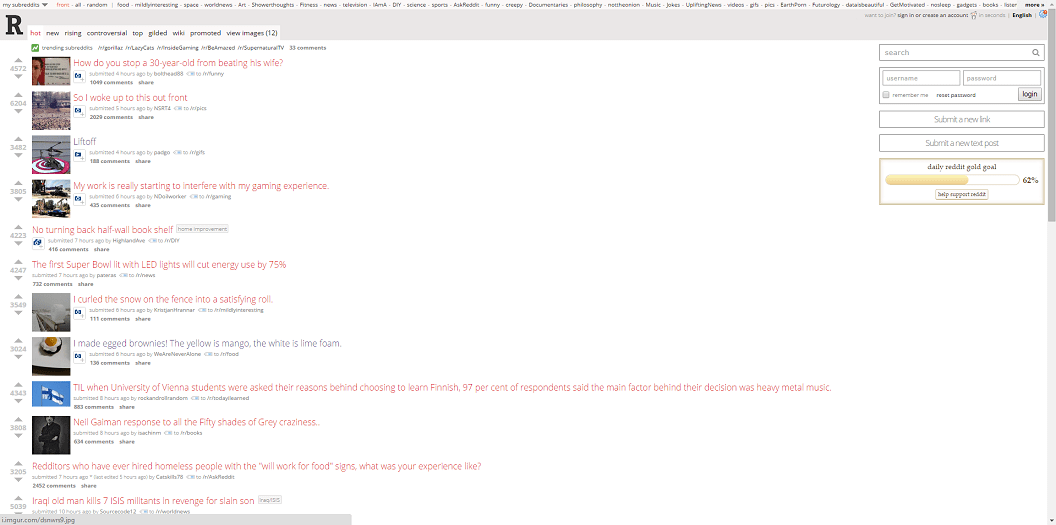 my subreddits front - all - random | food - mildlyinteresting - space - worldnews - Art - Showerthoughts - Fitness - news - television - IAmA - DIY - science - sports - AskReddit - funny - creepy - Documentaries - philosophy - nottheonion - Music - Jokes - UpliftingNews - videos - gifs - pics - EarthPorn - Futurology - dataisbeautiful - GetMotivated - nosleep - gadgets - books - listen more »
R
hot new rising controversial top gilded wiki promoted view images (12)
want to join? sign in or create an account in seconds | English |
trending subreddits /r/gorillaz /r/LazyCats /r/InsideGaming /r/BeAmazed /r/SupernaturalTV 33 comments
4572
How do you stop a 30-year-old from beating his wife?
submitted 4 hours ago by bolthead88 to /r/funny
1049 comments share
6204
So I woke up to this out front
submitted 5 hours ago by NSRT4 to /r/pics
2029 comments share
3482
Liftoff
submitted 4 hours ago by padgo to /r/gifs
188 comments share
3805
My work is really starting to interfere with my gaming experience.
submitted 6 hours ago by NDoilworker to /r/gaming
435 comments share
4223
No turning back half-wall book shelf home improvement
submitted 7 hours ago by HighlandAve to /r/DIY
416 comments share
4247
The first Super Bowl lit with LED lights will cut energy use by 75%
submitted 7 hours ago by pateras to /r/news
732 comments share
3549
I curled the snow on the fence into a satisfying roll.
submitted 6 hours ago by KristjanHrannar to /r/mildlyinteresting
111 comments share
3024
I made egged brownies! The yellow is mango, the white is lime foam.
submitted 6 hours ago by WeAreNeverAlone to /r/food
136 comments share
4343
TIL when University of Vienna students were asked their reasons behind choosing to learn Finnish, 97 per cent of respondents said the main factor behind their decision was heavy metal music.
submitted 8 hours ago by rockandrollrandom to /r/todayilearned
883 comments share
3808
Neil Gaiman response to all the Fifty shades of Grey craziness..
submitted 8 hours ago by isachinm to /r/books
634 comments share
3205
Redditors who have ever hired homeless people with the "will work for food" signs, what was your experience like?
submitted 7 hours ago * (last edited 5 hours ago) by Catskills78 to /r/AskReddit
2452 comments share
5039
Iraqi old man kills 7 ISIS militants in revenge for slain son Iraq/ISIS
submitted 10 hours ago by Sourcecode12 to /r/worldnews
i.imgur.com/dsnwrs9.jpg
search
username password
remember me reset password login
Submit a new link
Submit a new text post
daily reddit gold goal
62%
help support reddit